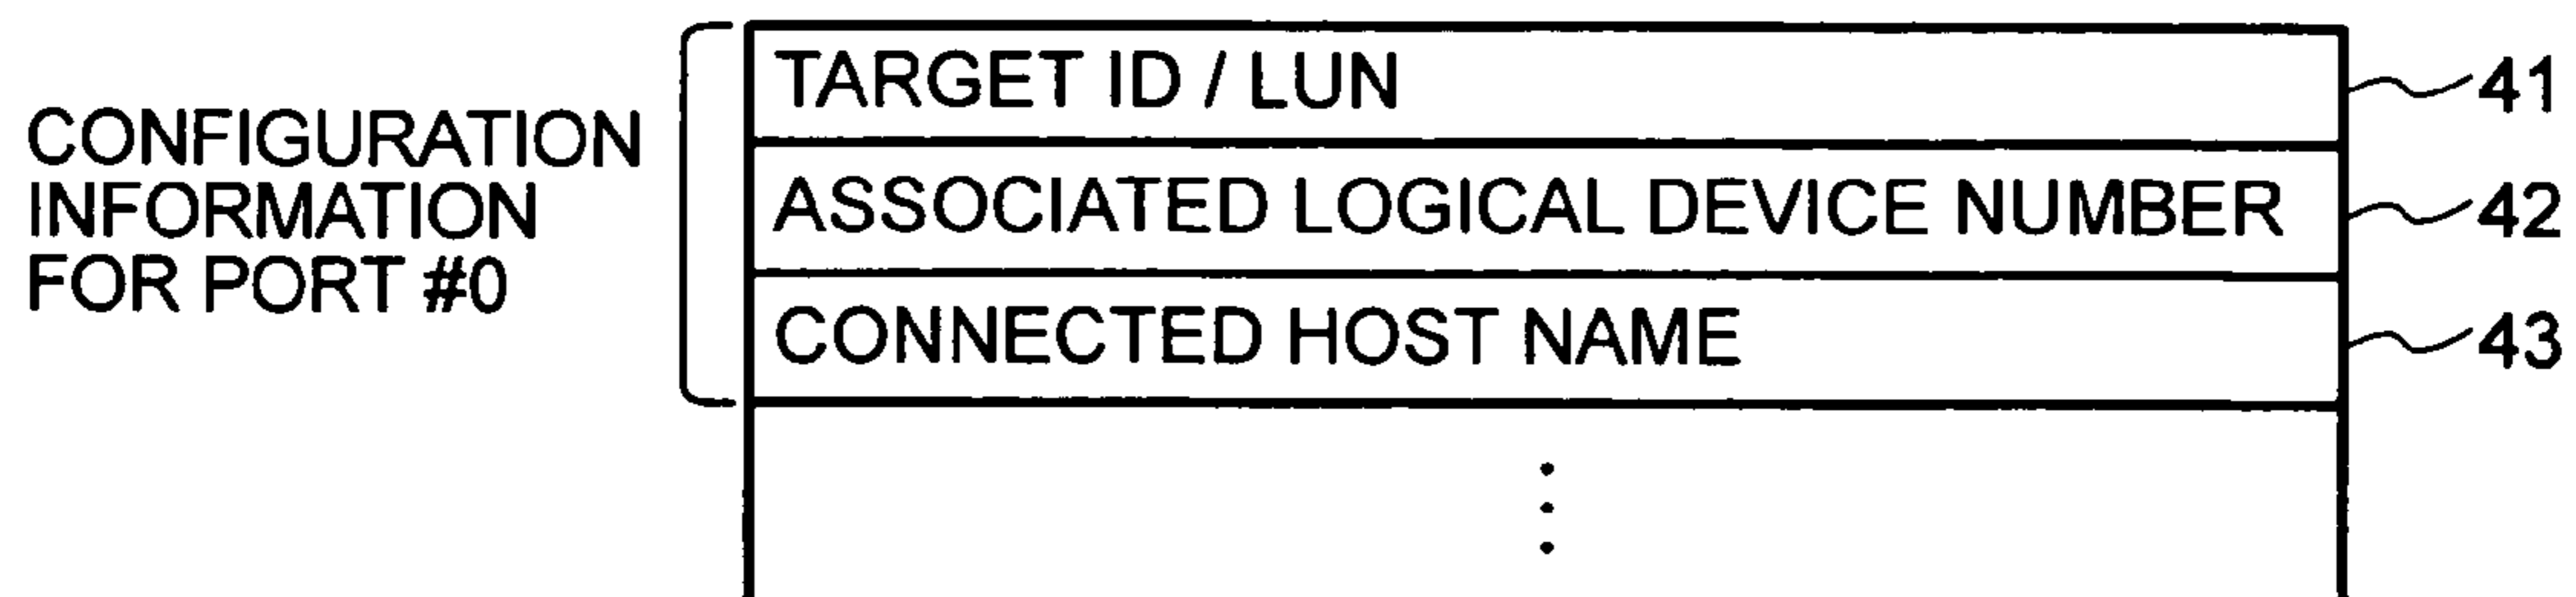 CONFIGURATION
INFORMATION
FOR PORT #0
TARGET ID / LUN
41
ASSOCIATED LOGICAL DEVICE NUMBER
42
CONNECTED HOST NAME
43